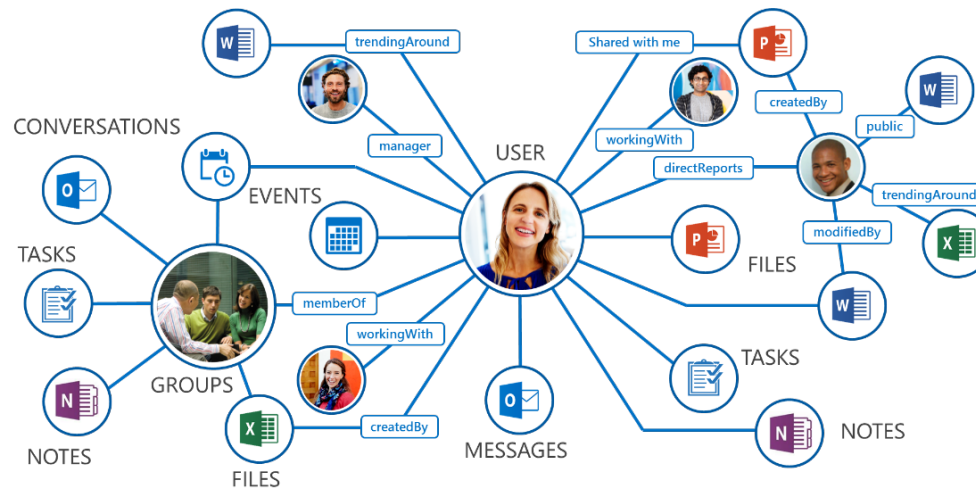 W
trendingAround
Shared with me
P
createdBy
W
public
CONVERSATIONS
manager
USER
workingWith
directReports
O
EVENTS
trendingAround
TASKS
P
FILES
modifiedBy
X
memberOf
W
workingWith
TASKS
GROUPS
N
O
NOTES
X
createdBy
MESSAGES
N
NOTES
FILES